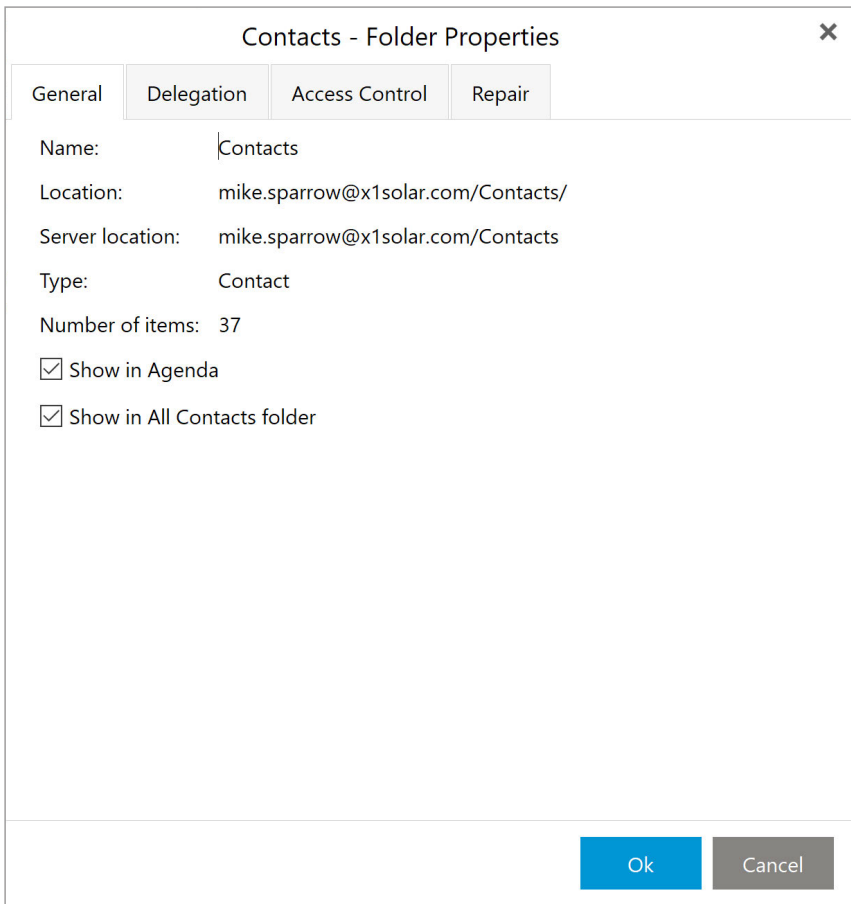 Contacts - Folder Properties
General Delegation Access Control Repair
Name: Contacts
Location: mike.sparrow@x1solar.com/Contacts/
Server location: mike.sparrow@x1solar.com/Contacts
Type: Contact
Number of items: 37
Show in Agenda
Show in All Contacts folder
Ok Cancel